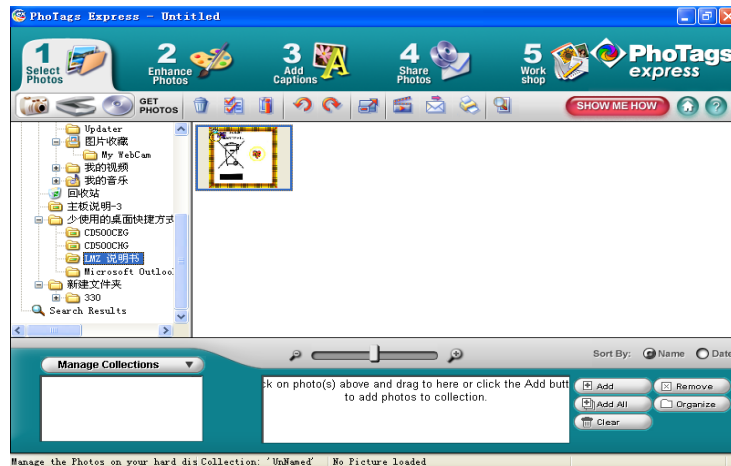 PhoTags Express - Untitled
1 Select Photos
2 Enhance Photos
3 Add Captions
4 Share Photos
5 Work shop
PhoTags express
GET PHOTOS
SHOW ME HOW
Updater
图片收藏
My WebCam
我的视频
我的音乐
回收站
主板说明-3
少使用的桌面快捷方式
CD500CEG
CD500CHG
LMZ 说明书
Microsoft Outloo
新建文件夹
330
Search Results
Sort By: Name Date
Manage Collections
ck on photo(s) above and drag to here or click the Add butt
to add photos to collection.
Add
Remove
Add All
Organize
Clear
Manage the Photos on your hard dis Collection: 'UnNamed' No Picture loaded